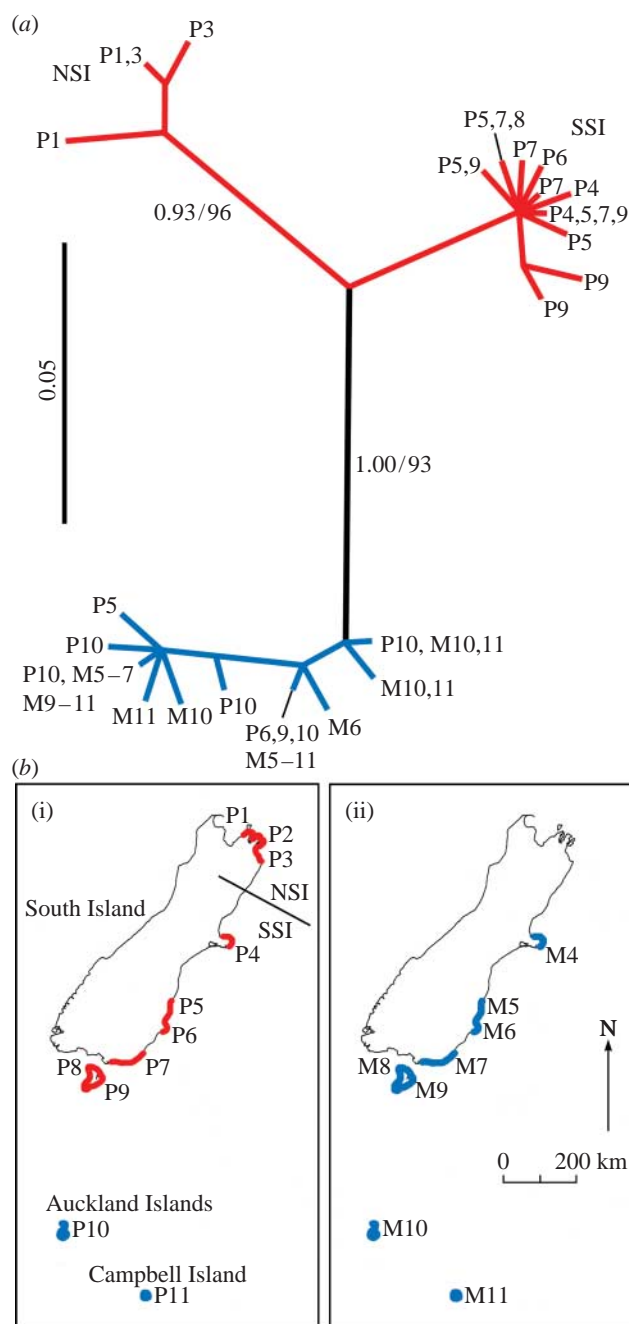 (a)
P3
P1,3
NSI
P1
P5,7,8
SSI
P7
P6
P5,9
P7
P4
P4,5,7,9
P5
P9
P9
0.93/96
0.05
1.00/93
P5
P10
P10, M5–7
M9–11
M11
M10
P10
P6,9,10
M5–11
M6
P10, M10,11
M10,11
(b)
(i)
P1
P2
P3
NSI
SSI
South Island
P4
P5
P6
P7
P8
P9
Auckland Islands
P10
Campbell Island
P11
(ii)
M4
M5
M6
M7
M8
M9
N
0 200 km
M10
M11